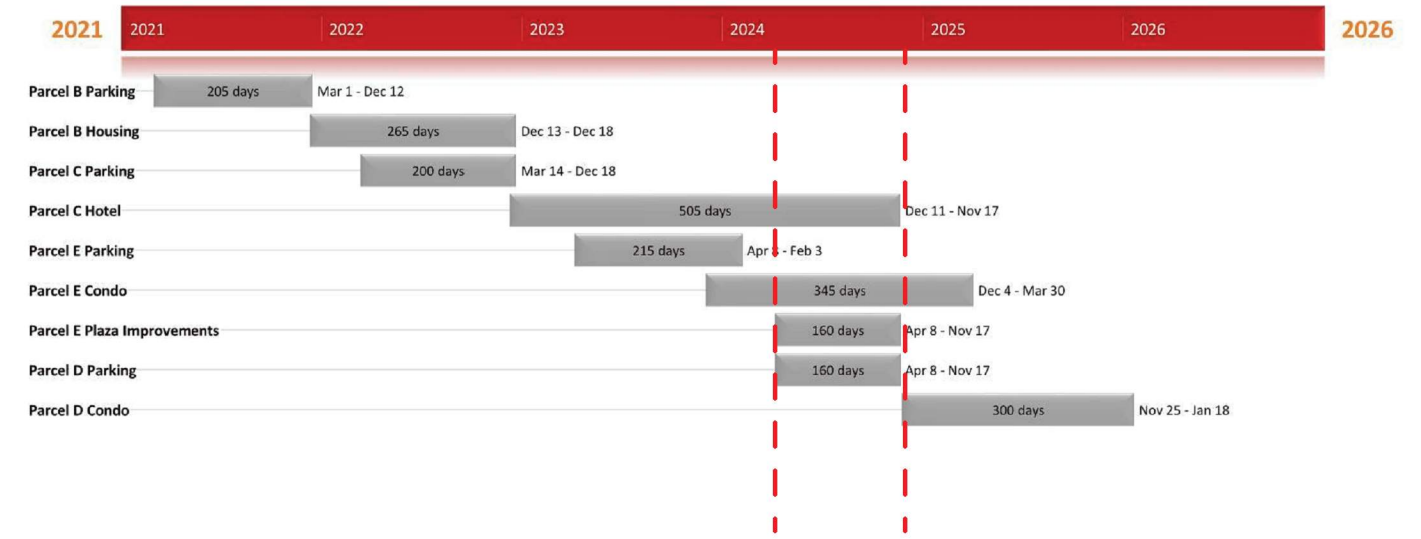 2021 2021 2022 2023 2024 2025 2026 2026
Parcel B Parking 205 days Mar 1 - Dec 12
Parcel B Housing 265 days Dec 13 - Dec 18
Parcel C Parking 200 days Mar 14 - Dec 18
Parcel C Hotel 505 days Dec 11 - Nov 17
Parcel E Parking 215 days Apr - Feb 3
Parcel E Condo 345 days Dec 4 - Mar 30
Parcel E Plaza Improvements 160 days Apr 8 - Nov 17
Parcel D Parking 160 days Apr 8 - Nov 17
Parcel D Condo 300 days Nov 25 - Jan 18